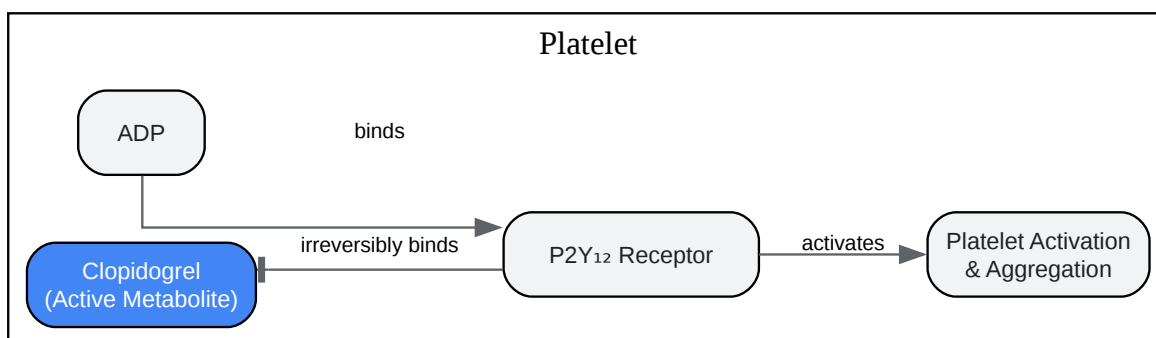 Platelet
ADP
binds
irreversibly binds
Clopidogrel
(Active Metabolite)
P2Y₁₂ Receptor
activates
Platelet Activation
& Aggregation